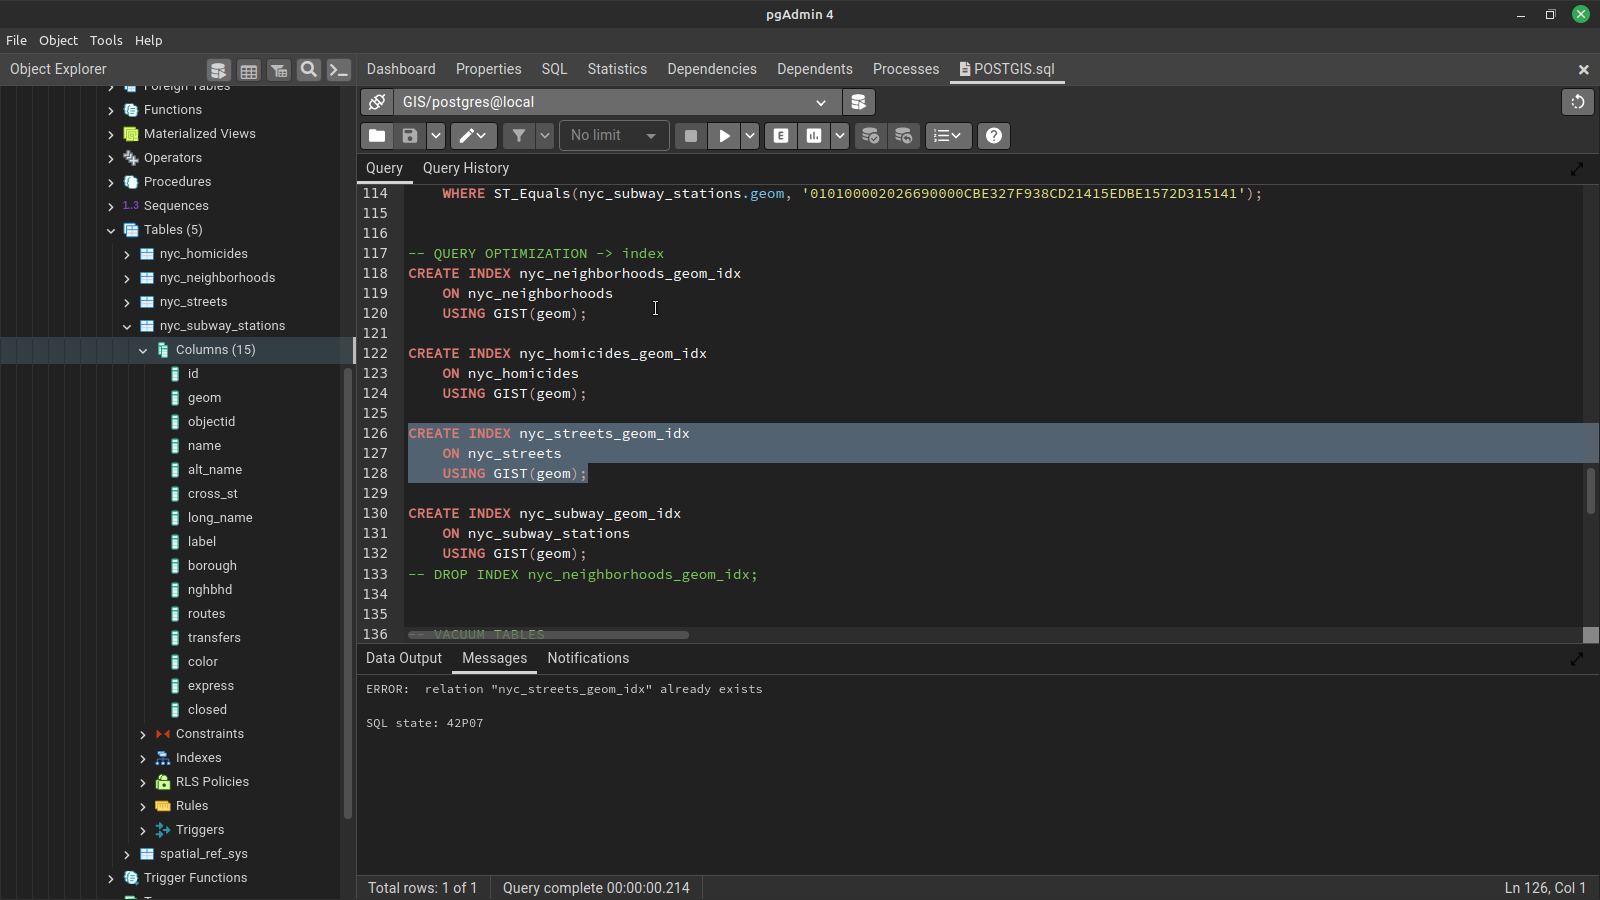 pgAdmin 4
File Object Tools Help
Object Explorer
Dashboard Properties SQL Statistics Dependencies Dependents Processes POSTGIS.sql
Foreign Tables
Functions
Materialized Views
Operators
Procedures
1.3 Sequences
Tables (5)
nyc_homicides
nyc_neighborhoods
nyc_streets
nyc_subway_stations
Columns (15)
id
geom
objectid
name
alt_name
cross_st
long_name
label
borough
nghbhd
routes
transfers
color
express
closed
Constraints
Indexes
RLS Policies
Rules
Triggers
spatial_ref_sys
Trigger Functions
GIS/postgres@local
No limit
E
Query Query History
114 WHERE ST_Equals(nyc_subway_stations.geom, '010100002026690000CBE327F938CD21415EDBE1572D315141');
115
116
117 -- QUERY OPTIMIZATION -> index
118 CREATE INDEX nyc_neighborhoods_geom_idx
119 ON nyc_neighborhoods
120 USING GIST(geom);
121
122 CREATE INDEX nyc_homicides_geom_idx
123 ON nyc_homicides
124 USING GIST(geom);
125
126 CREATE INDEX nyc_streets_geom_idx
127 ON nyc_streets
128 USING GIST(geom);
129
130 CREATE INDEX nyc_subway_geom_idx
131 ON nyc_subway_stations
132 USING GIST(geom);
133 -- DROP INDEX nyc_neighborhoods_geom_idx;
134
135
136 -- VACUUM TABLES
Data Output Messages Notifications
ERROR: relation "nyc_streets_geom_idx" already exists
SQL state: 42P07
Total rows: 1 of 1 Query complete 00:00:00.214 Ln 126, Col 1